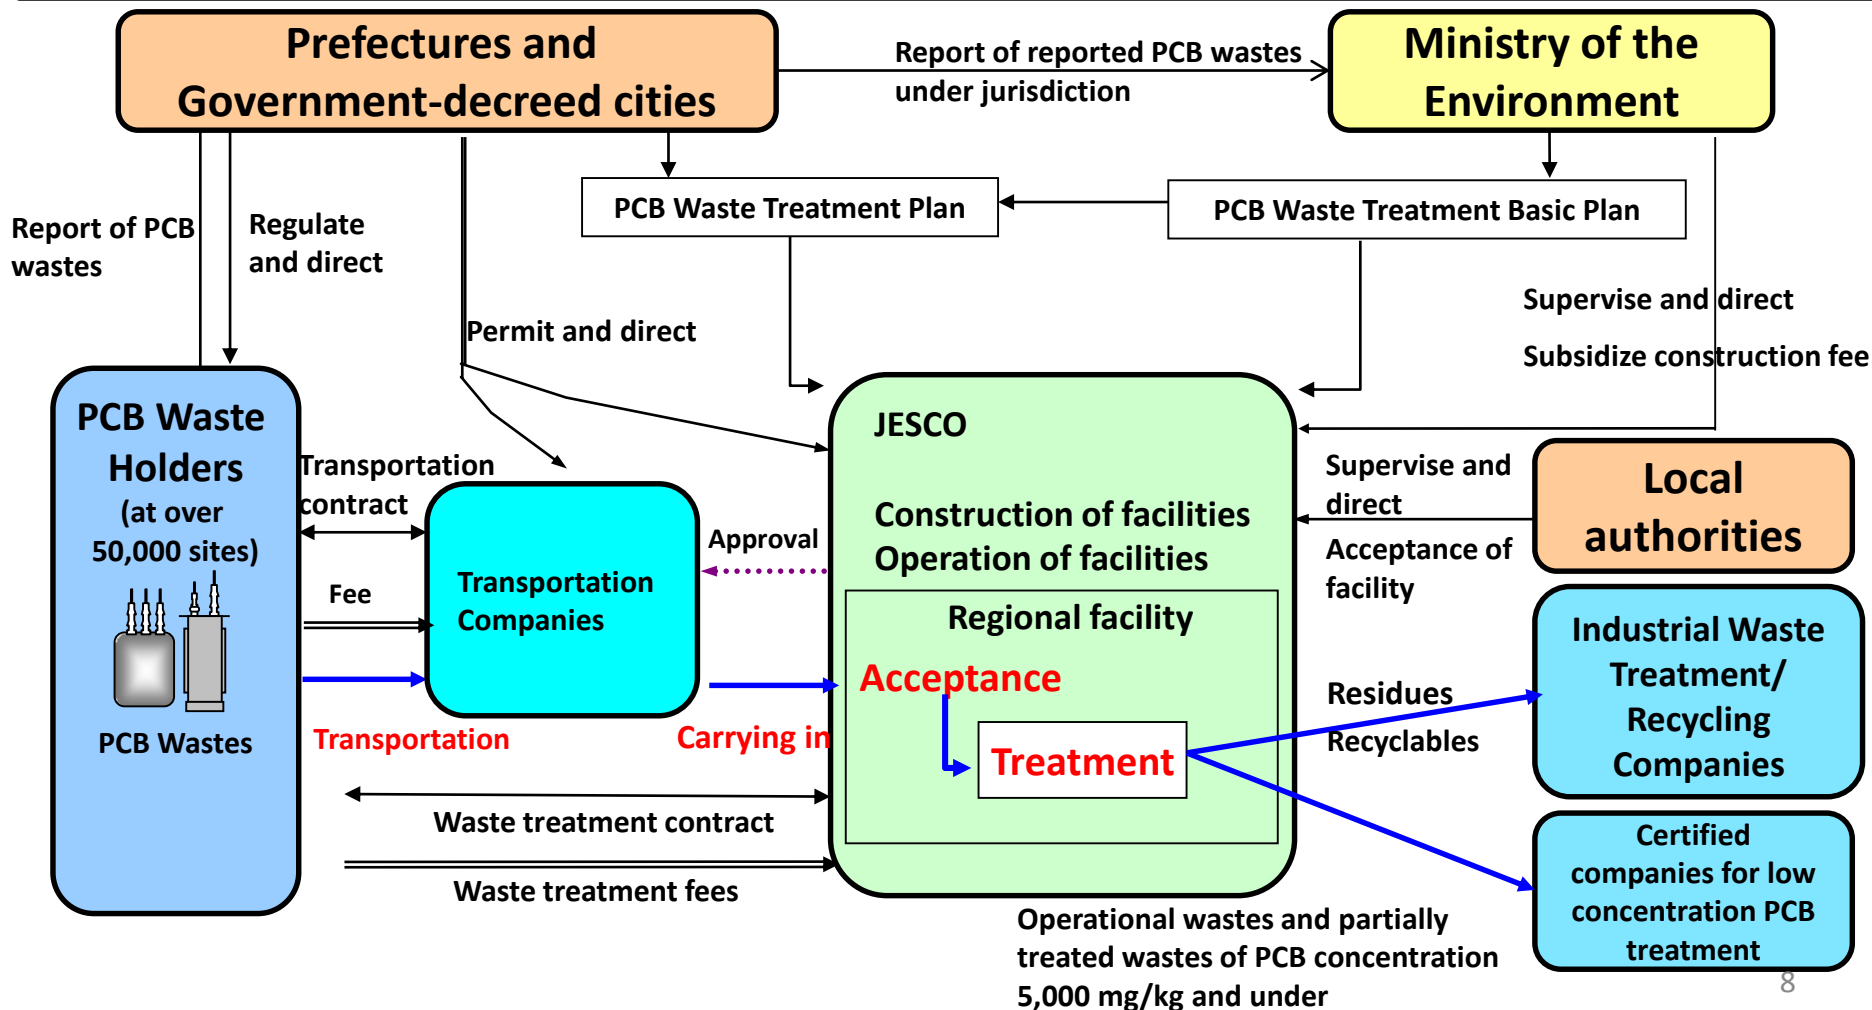 Prefectures and
Government-decreed cities
Report of reported PCB wastes
under jurisdiction
Ministry of the
Environment
PCB Waste Treatment Plan
PCB Waste Treatment Basic Plan
Report of PCB
wastes
Regulate
and direct
Permit and direct
Supervise and direct
Subsidize construction fee
PCB Waste
Holders
(at over
50,000 sites)
PCB Wastes
Transportation
contract
Fee
Transportation
Transportation
Companies
Approval
Carrying in
Waste treatment contract
Waste treatment fees
JESCO
Construction of facilities
Operation of facilities
Regional facility
Acceptance
Treatment
Supervise and
direct
Acceptance of
facility
Local
authorities
Residues
Recyclables
Industrial Waste
Treatment/
Recycling
Companies
Certified
companies for low
concentration PCB
treatment
Operational wastes and partially
treated wastes of PCB concentration
5,000 mg/kg and under
8